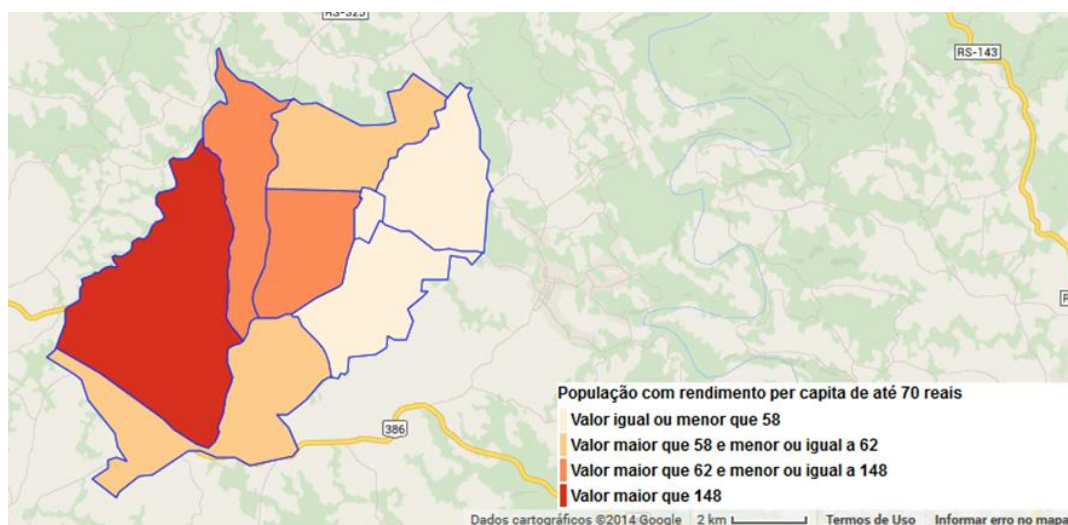 RS-325
RS-143
386
População com rendimento per capita de até 70 reais
Valor igual ou menor que 58
Valor maior que 58 e menor ou igual a 62
Valor maior que 62 e menor ou igual a 148
Valor maior que 148
Dados cartográficos ©2014 Google 2 km Termos de Uso Informar erro no mapa